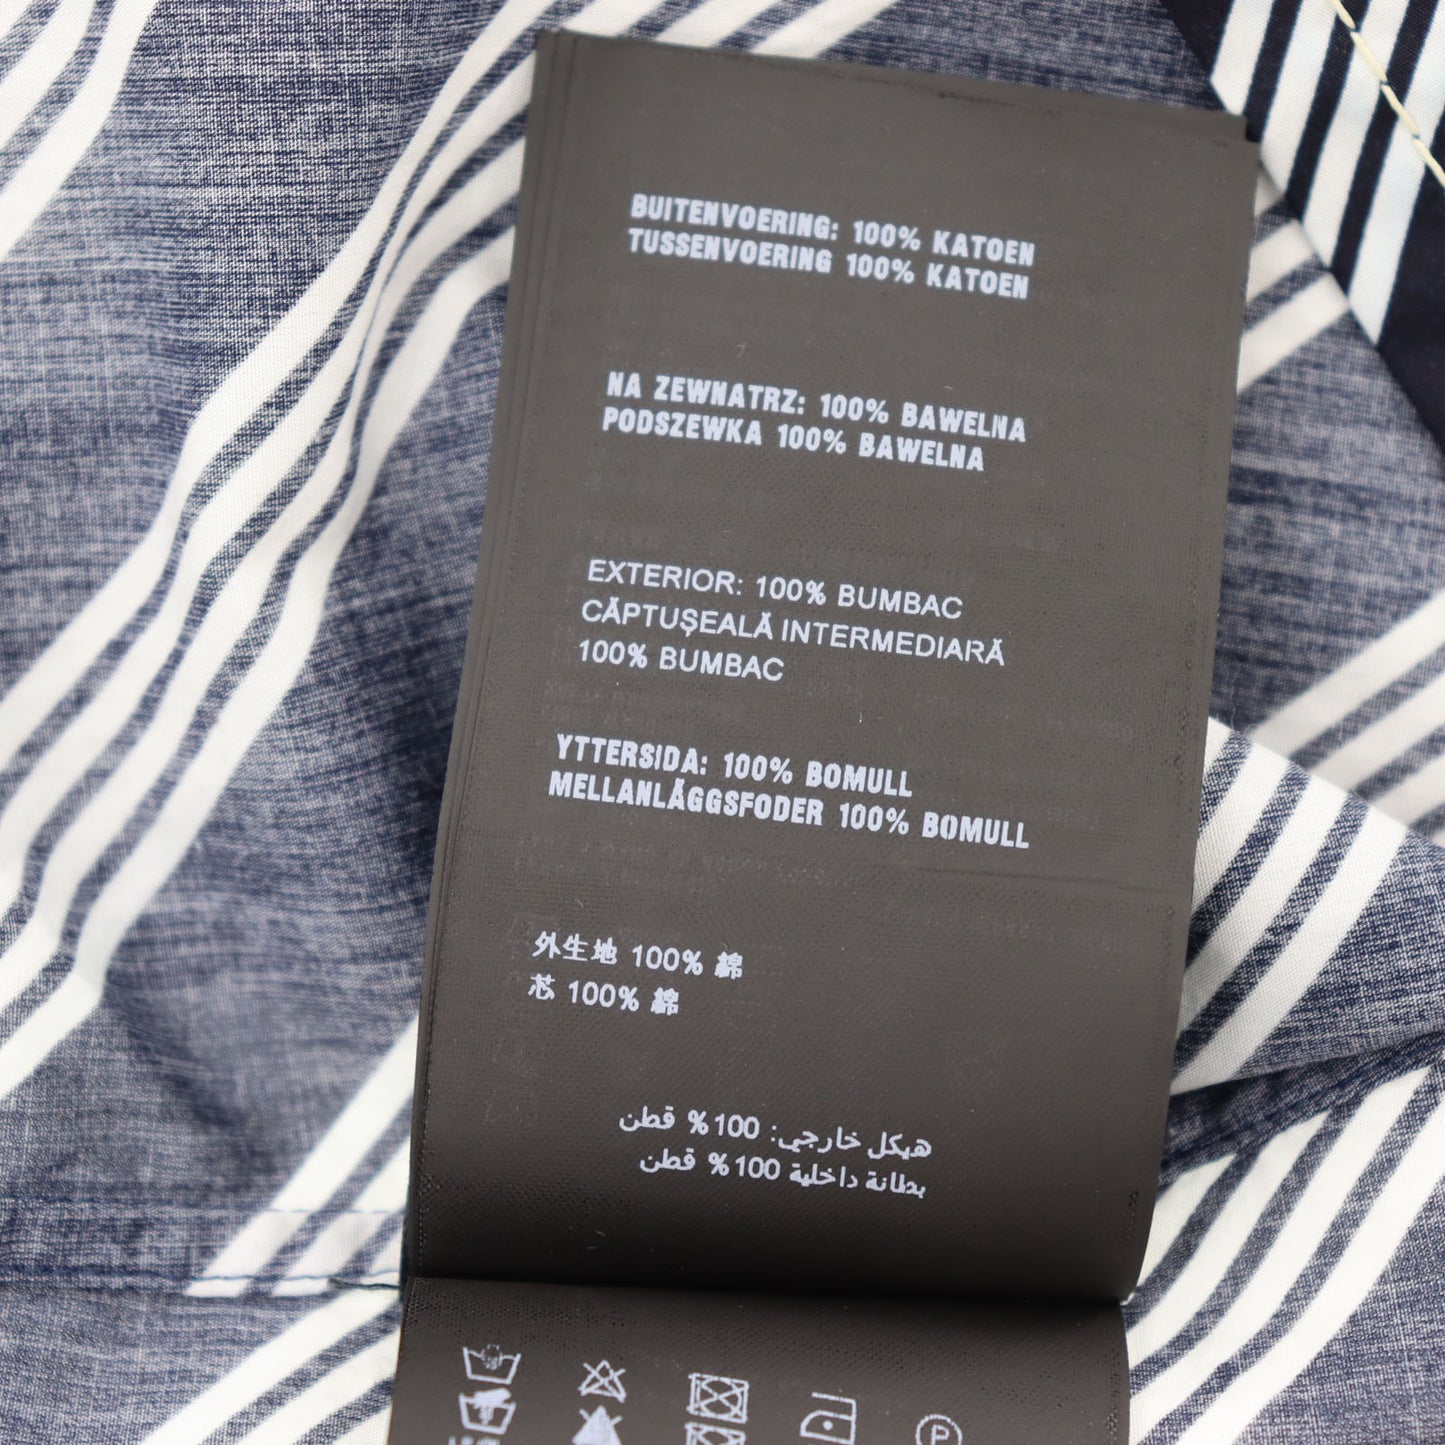 BUITENVOERING: 100% KATOEN
TUSSENVOERING 100% KATOEN
NA ZEWNATRZ: 100% BAWELNA
PODSZEWKA 100% BAWELNA
EXTERIOR: 100% BUMBAC
CĂPTUȘEALĂ INTERMEDIARĂ
100% BUMBAC
YTTERSIDA: 100% BOMULL
MELLANLÄGGSFODER 100% BOMULL
外生地 100% 綿
芯 100% 綿
هيكل خارجي: 100% قطن
بطانة داخلية 100% قطن
P